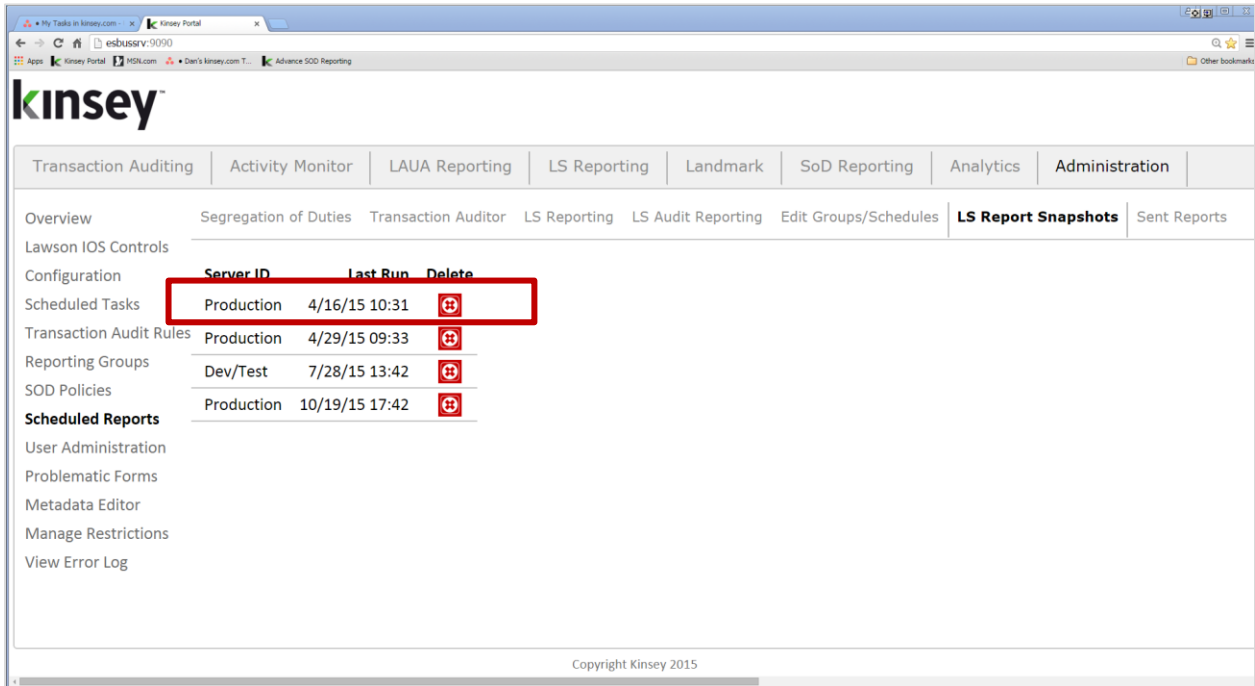 • My Tasks in kinsey.com - 
Kinsey Portal
esbussrv:9090
Apps Kinsey Portal MSN.com • Dan's kinsey.com T... Advance SOD Reporting Other bookmarks
kinsey
Transaction Auditing Activity Monitor LAUA Reporting LS Reporting Landmark SoD Reporting Analytics Administration
Segregation of Duties Transaction Auditor LS Reporting LS Audit Reporting Edit Groups/Schedules LS Report Snapshots Sent Reports
Overview
Lawson IOS Controls
Configuration
Scheduled Tasks
Transaction Audit Rules
Reporting Groups
SOD Policies
Scheduled Reports
User Administration
Problematic Forms
Metadata Editor
Manage Restrictions
View Error Log
Server ID Last Run Delete
Production 4/16/15 10:31
Production 4/29/15 09:33
Dev/Test 7/28/15 13:42
Production 10/19/15 17:42
Copyright Kinsey 2015